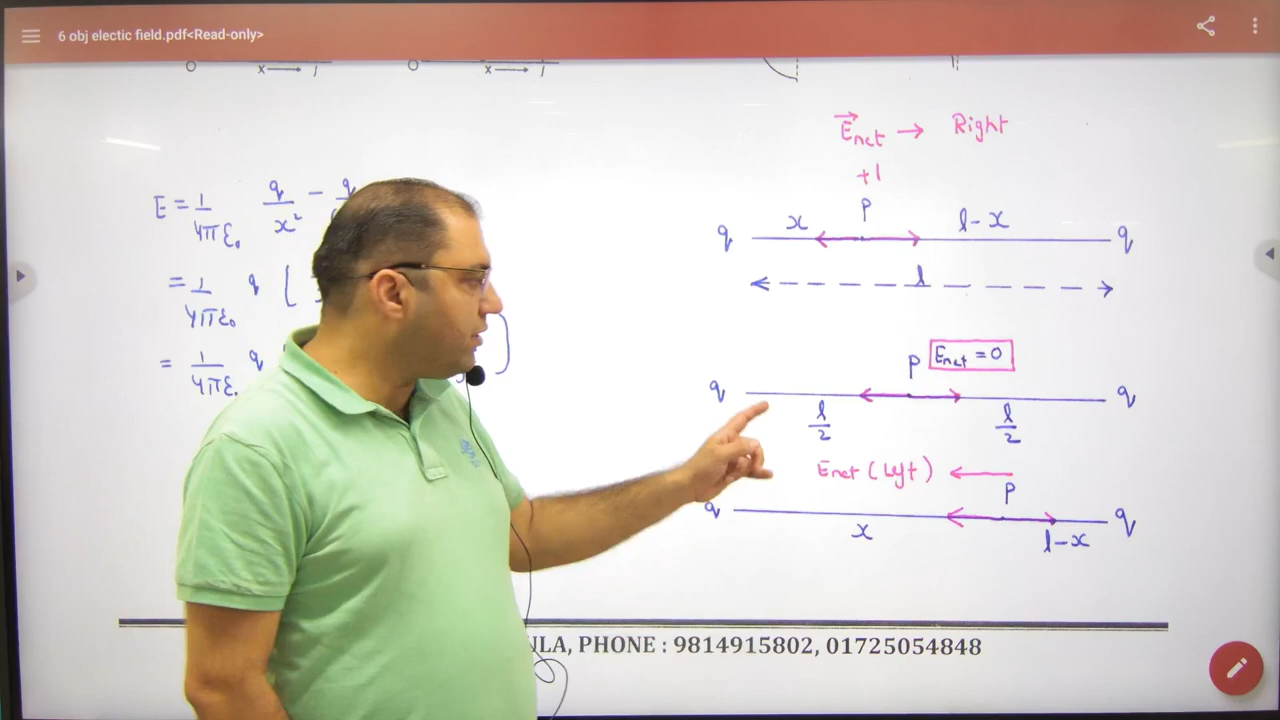 6 obj electic field.pdf<Read-only>
O x → l O x → l
E⃗net → Right
+1
P
x l-x
q q
l
E = 1/4πε₀ q/x² - q
= 1/4πε₀ q [
= 1/4πε₀ q
P Enet = 0
q q
l/2 l/2
Enet (Left) ←
P
q q
x l-x
PHONE : 9814915802, 01725054848